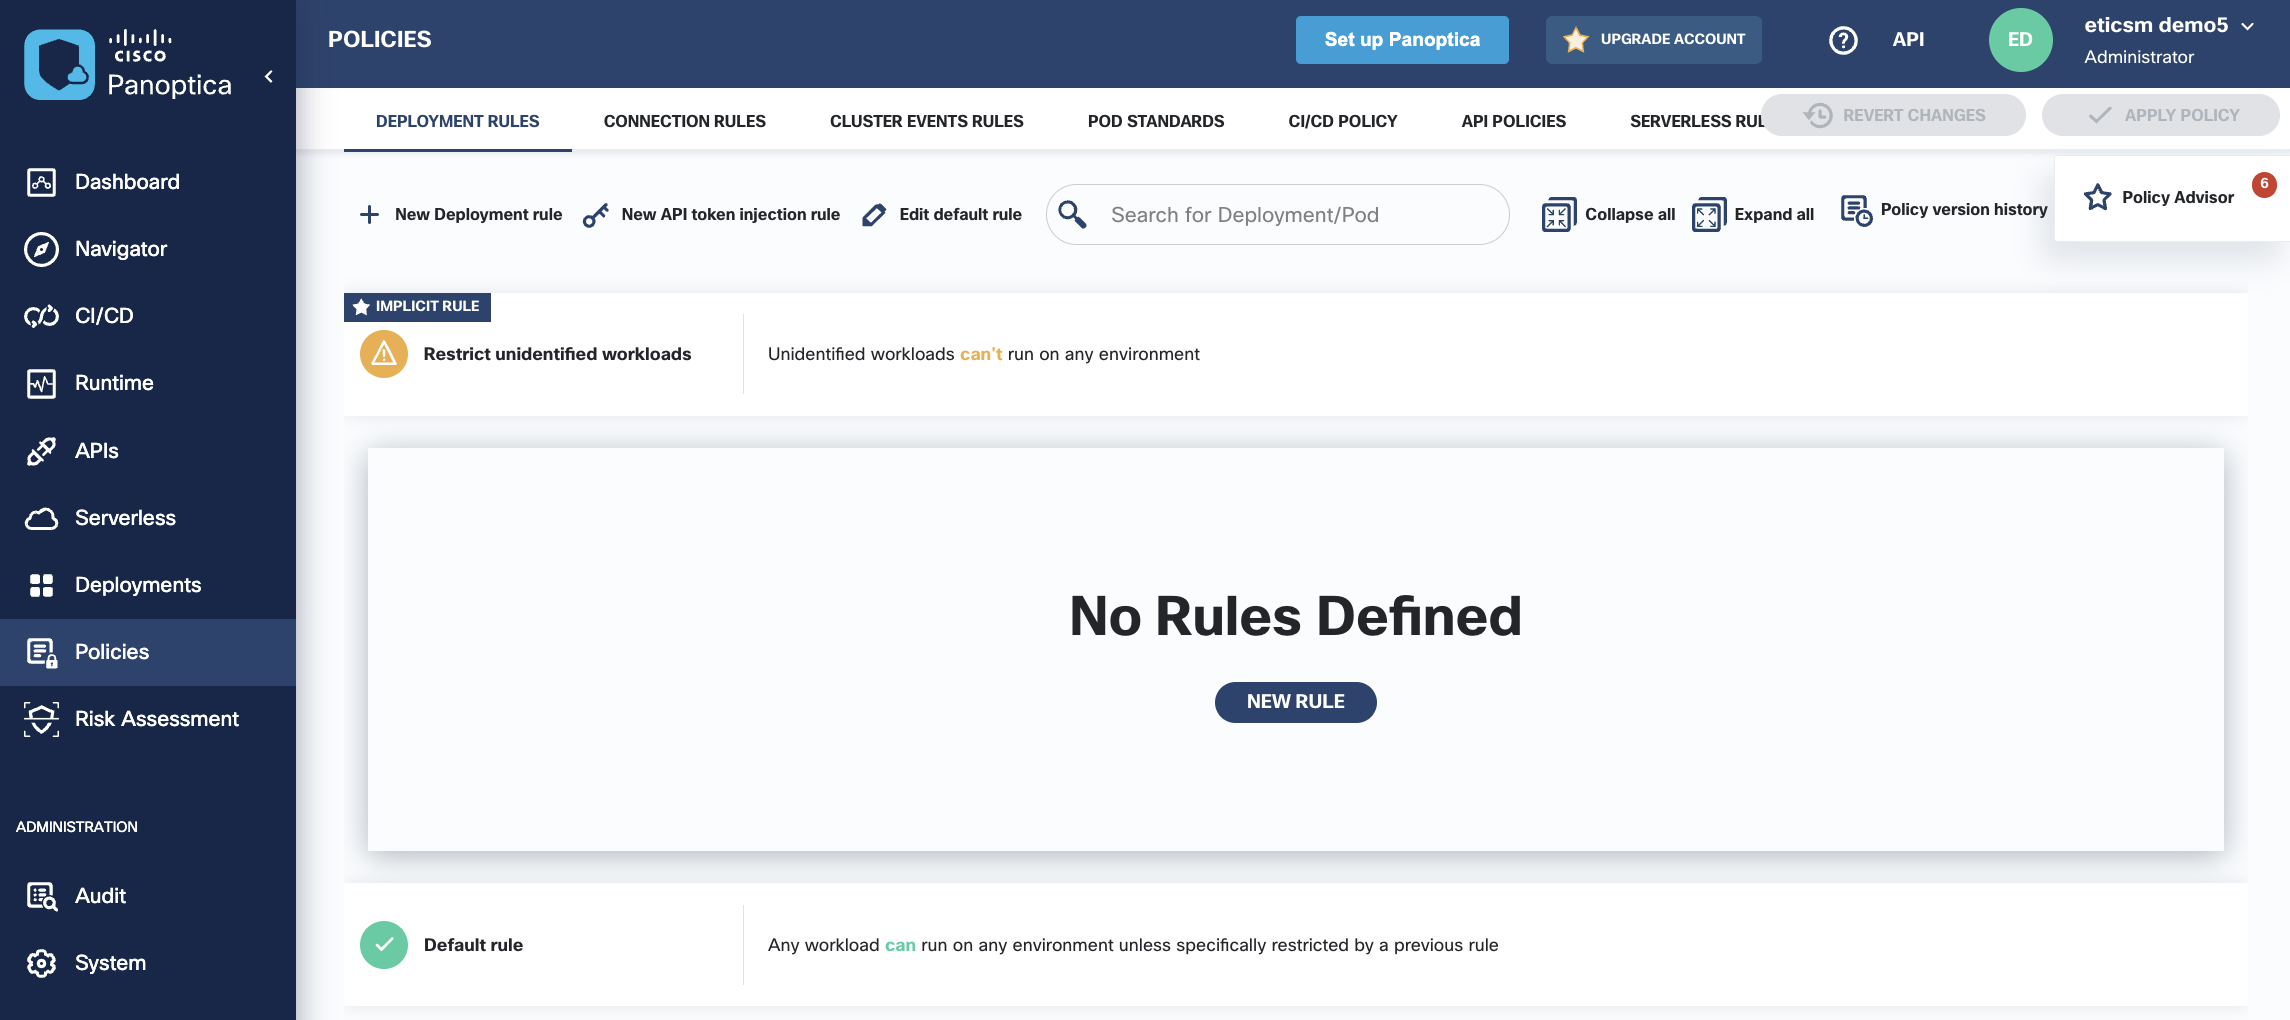 CISCO
Panoptica
POLICIES
Set up Panoptica
UPGRADE ACCOUNT
API
ED
eticsm demo5
Administrator
DEPLOYMENT RULES
CONNECTION RULES
CLUSTER EVENTS RULES
POD STANDARDS
CI/CD POLICY
API POLICIES
SERVERLESS RUL
REVERT CHANGES
APPLY POLICY
Dashboard
Navigator
CI/CD
Runtime
APIs
Serverless
Deployments
Policies
Risk Assessment
ADMINISTRATION
Audit
System
New Deployment rule
New API token injection rule
Edit default rule
Search for Deployment/Pod
Collapse all
Expand all
Policy version history
Policy Advisor
6
IMPLICIT RULE
Restrict unidentified workloads
Unidentified workloads can't run on any environment
No Rules Defined
NEW RULE
Default rule
Any workload can run on any environment unless specifically restricted by a previous rule